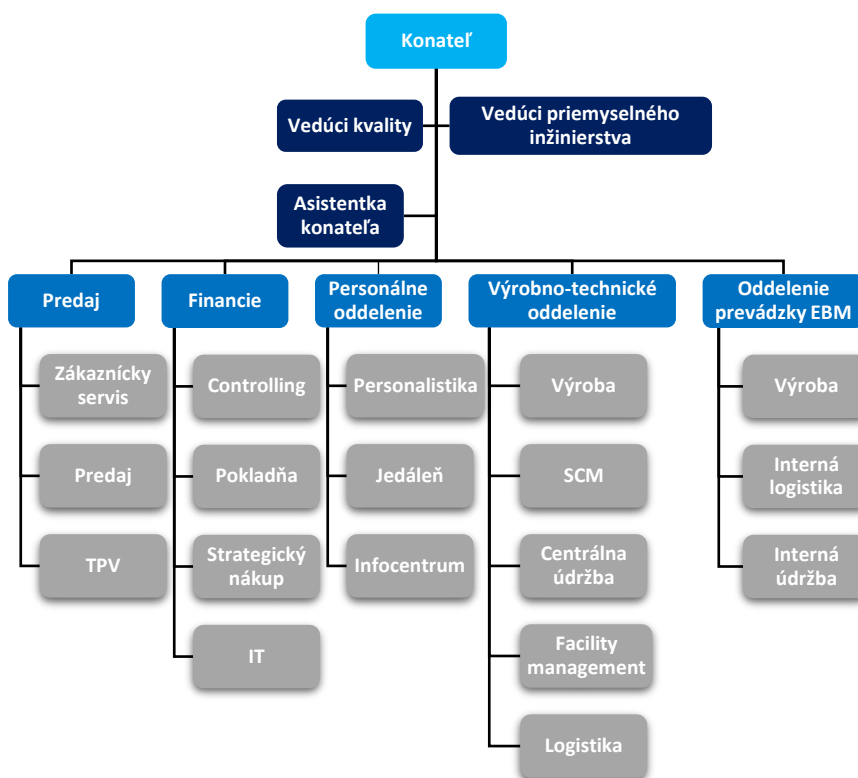 Konateľ
Vedúci kvality
Vedúci priemyselného
inžinierstva
Asistentka
konateľa
Predaj
Financie
Personálne
oddelenie
Výrobno-technické
oddelenie
Oddelenie
prevádzky EBM
Zákaznícky
servis
Controlling
Personalistika
Výroba
Výroba
Predaj
Pokladňa
Jedáleň
SCM
Interná
logistika
TPV
Strategický
nákup
Infocentrum
Centrálna
údržba
Interná
údržba
IT
Facility
management
Logistika